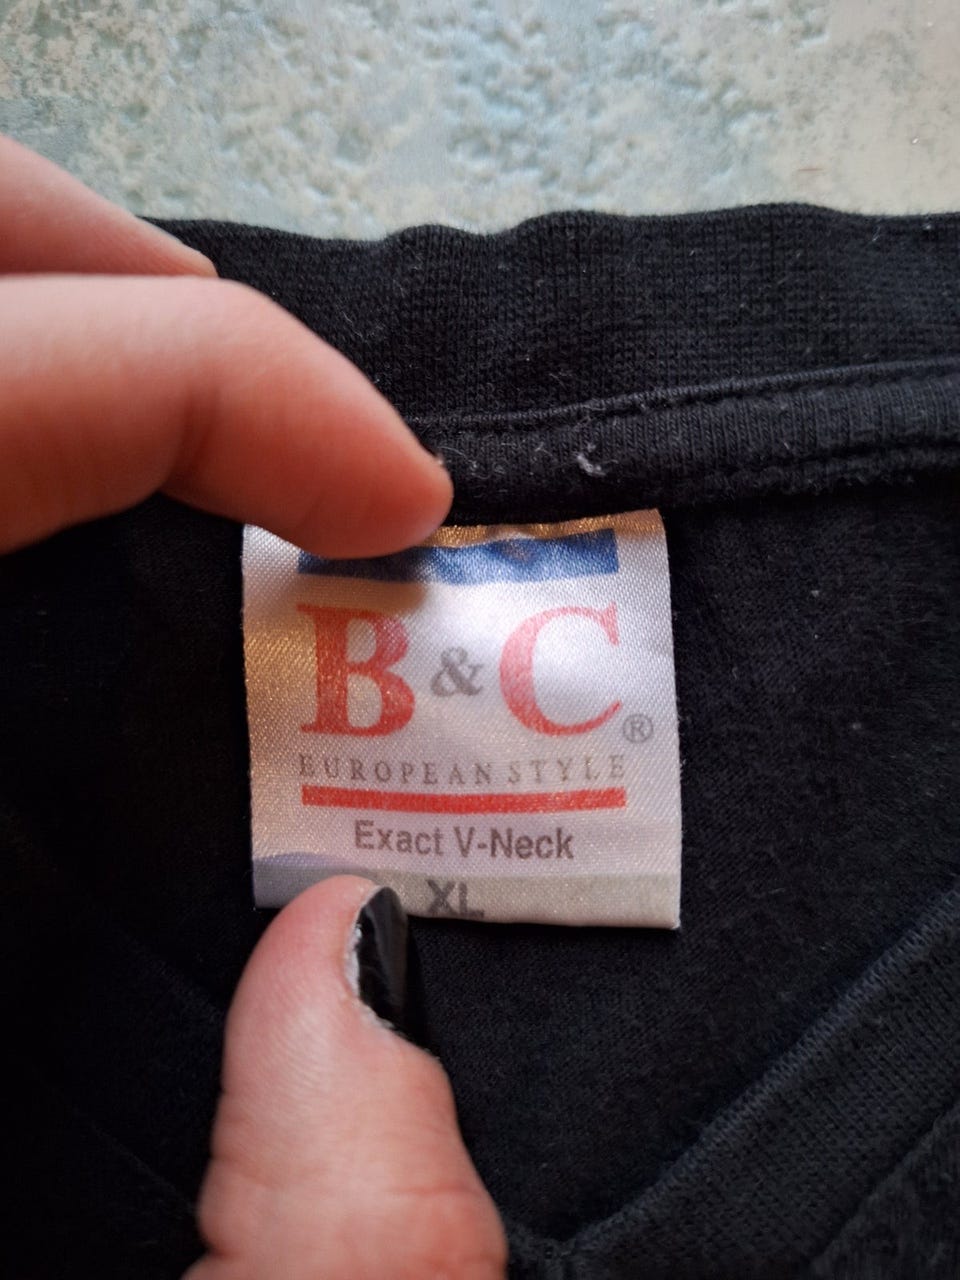 B & C ®
EUROPEAN STYLE
Exact V-Neck
XL